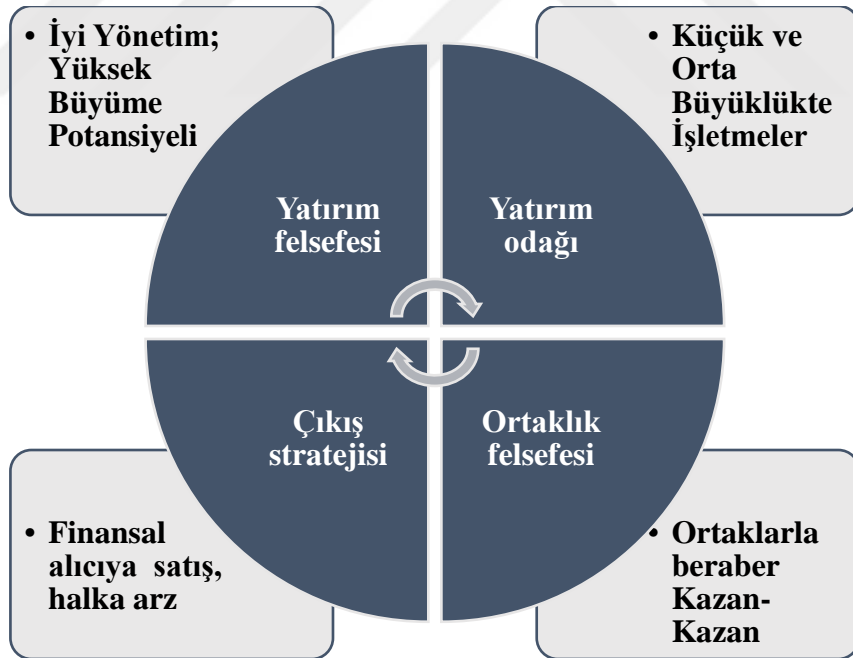 • İyi Yönetim;
Yüksek
Büyüme
Potansiyeli
• Küçük ve
Orta
Büyüklükte
İşletmeler
Yatırım
felsefesi
Yatırım
odağı
Çıkış
stratejisi
Ortaklık
felsefesi
• Finansal
alıcıya satış,
halka arz
• Ortaklarla
beraber
Kazan-
Kazan